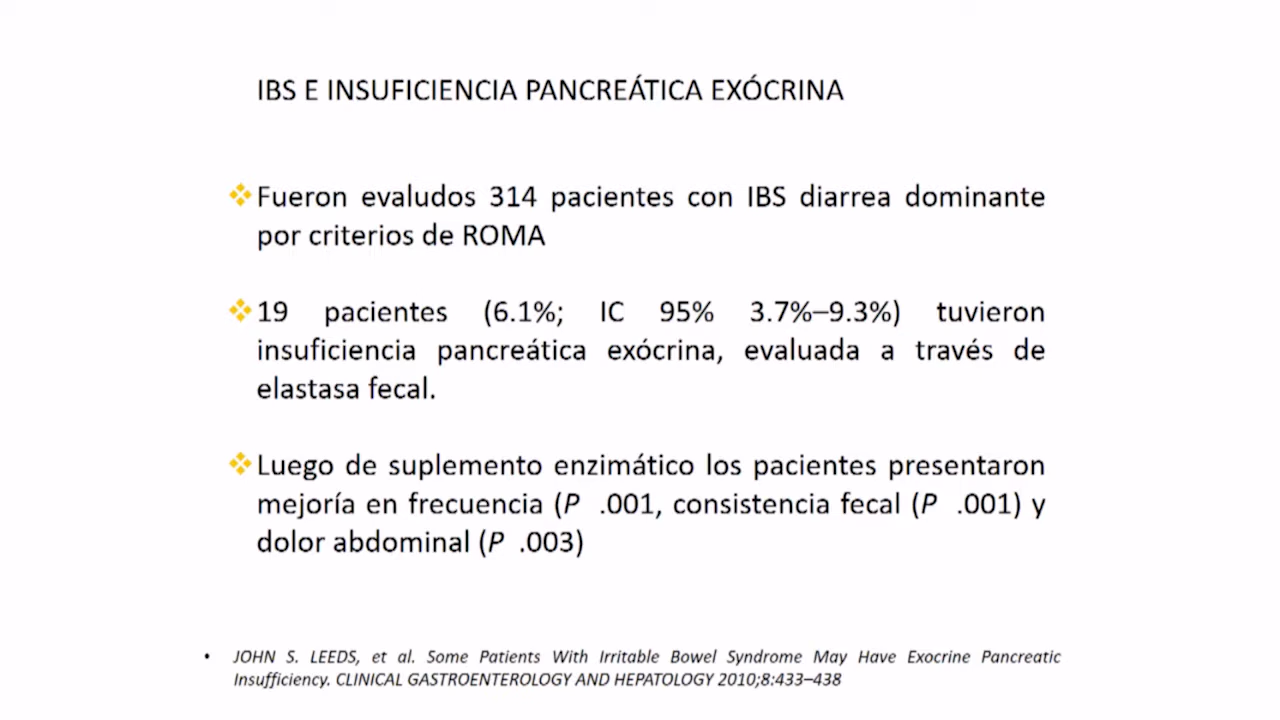 IBS E INSUFICIENCIA PANCREÁTICA EXÓCRINA
Fueron evaludos 314 pacientes con IBS diarrea dominante
por criterios de ROMA
19 pacientes (6.1%; IC 95% 3.7%–9.3%) tuvieron
insuficiencia pancreática exócrina, evaluada a través de
elastasa fecal.
Luego de suplemento enzimático los pacientes presentaron
mejoría en frecuencia (P .001, consistencia fecal (P .001) y
dolor abdominal (P .003)
• JOHN S. LEEDS, et al. Some Patients With Irritable Bowel Syndrome May Have Exocrine Pancreatic
Insufficiency. CLINICAL GASTROENTEROLOGY AND HEPATOLOGY 2010;8:433–438